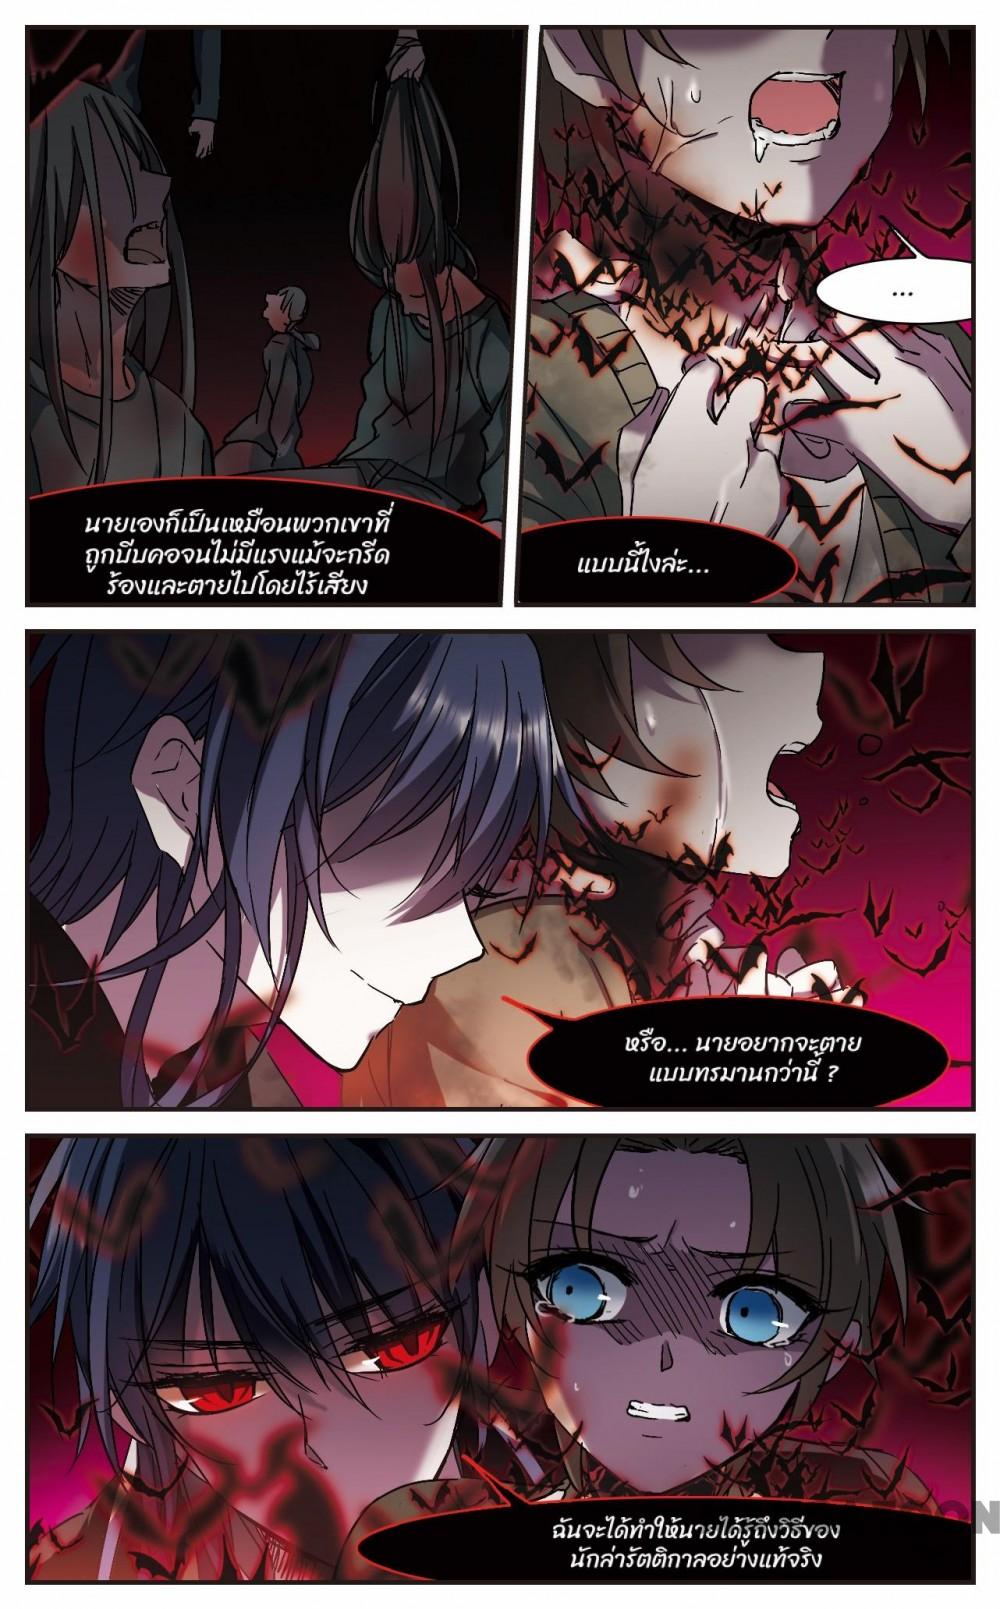 นายเองก็เป็นเหมือนพวกเขาที่
ถูกบีบคอจนไม่มีแรงแม้จะกรีด
ร้องและตายไปโดยไร้เสียง
...
แบบนี้ไงล่ะ...
หรือ... นายอยากจะตาย
แบบทรมานกว่านี้ ?
ฉันจะได้ทำให้นายได้รู้ถึงวิธีของ
นักล่ารัตติกาลอย่างแท้จริง